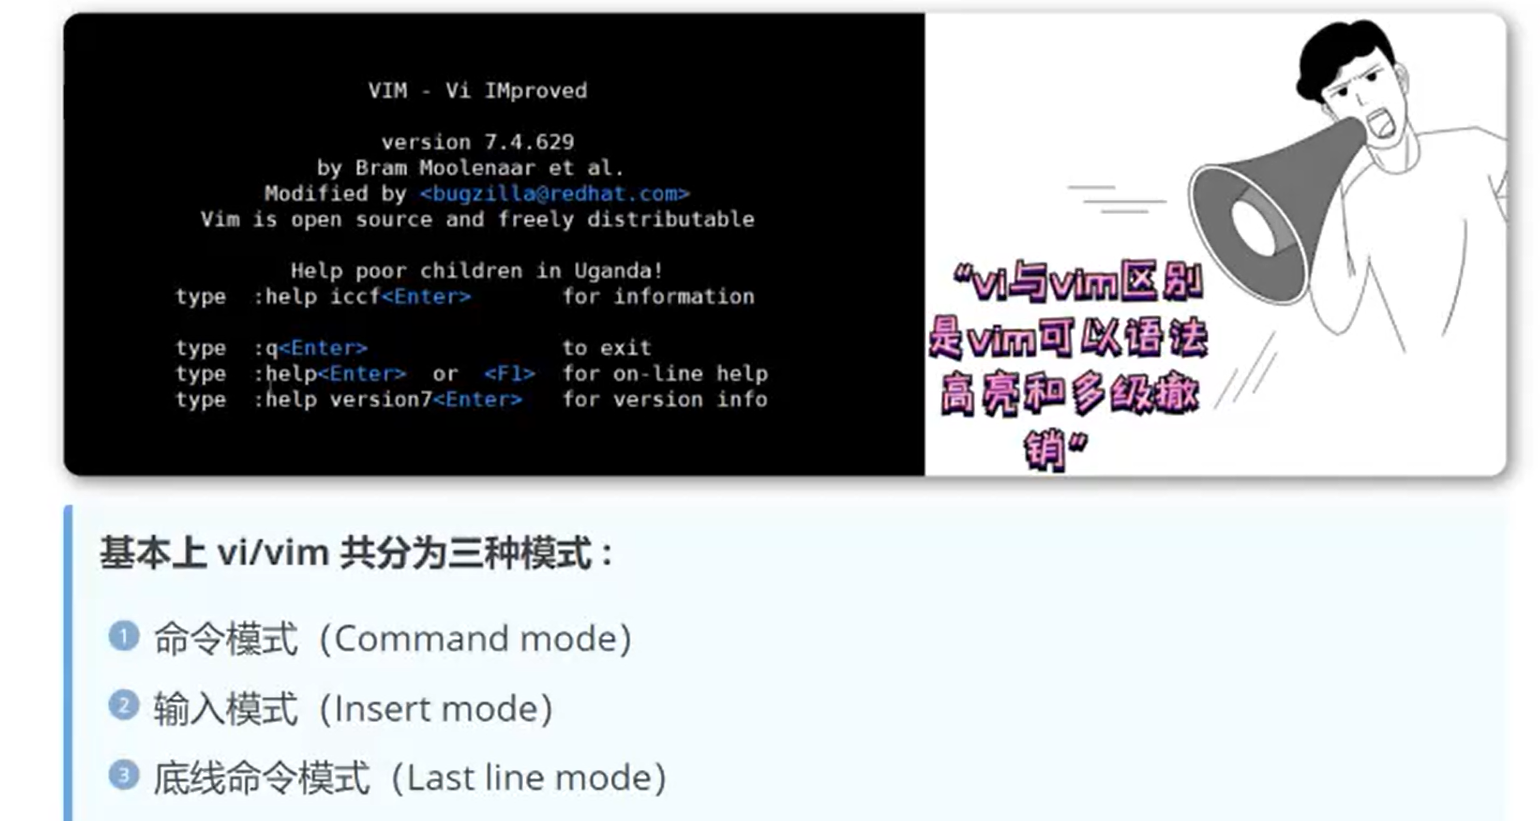 VIM - Vi IMproved
version 7.4.629
by Bram Moolenaar et al.
Modified by <bugzilla@redhat.com>
Vim is open source and freely distributable
Help poor children in Uganda!
type :help iccf<Enter> for information
type :q<Enter> to exit
type :help<Enter> or <F1> for on-line help
type :help version7<Enter> for version info
“vi与vim区别
是vim可以语法
高亮和多级撤
销”
基本上 vi/vim 共分为三种模式：
1 命令模式（Command mode）
2 输入模式（Insert mode）
3 底线命令模式（Last line mode）